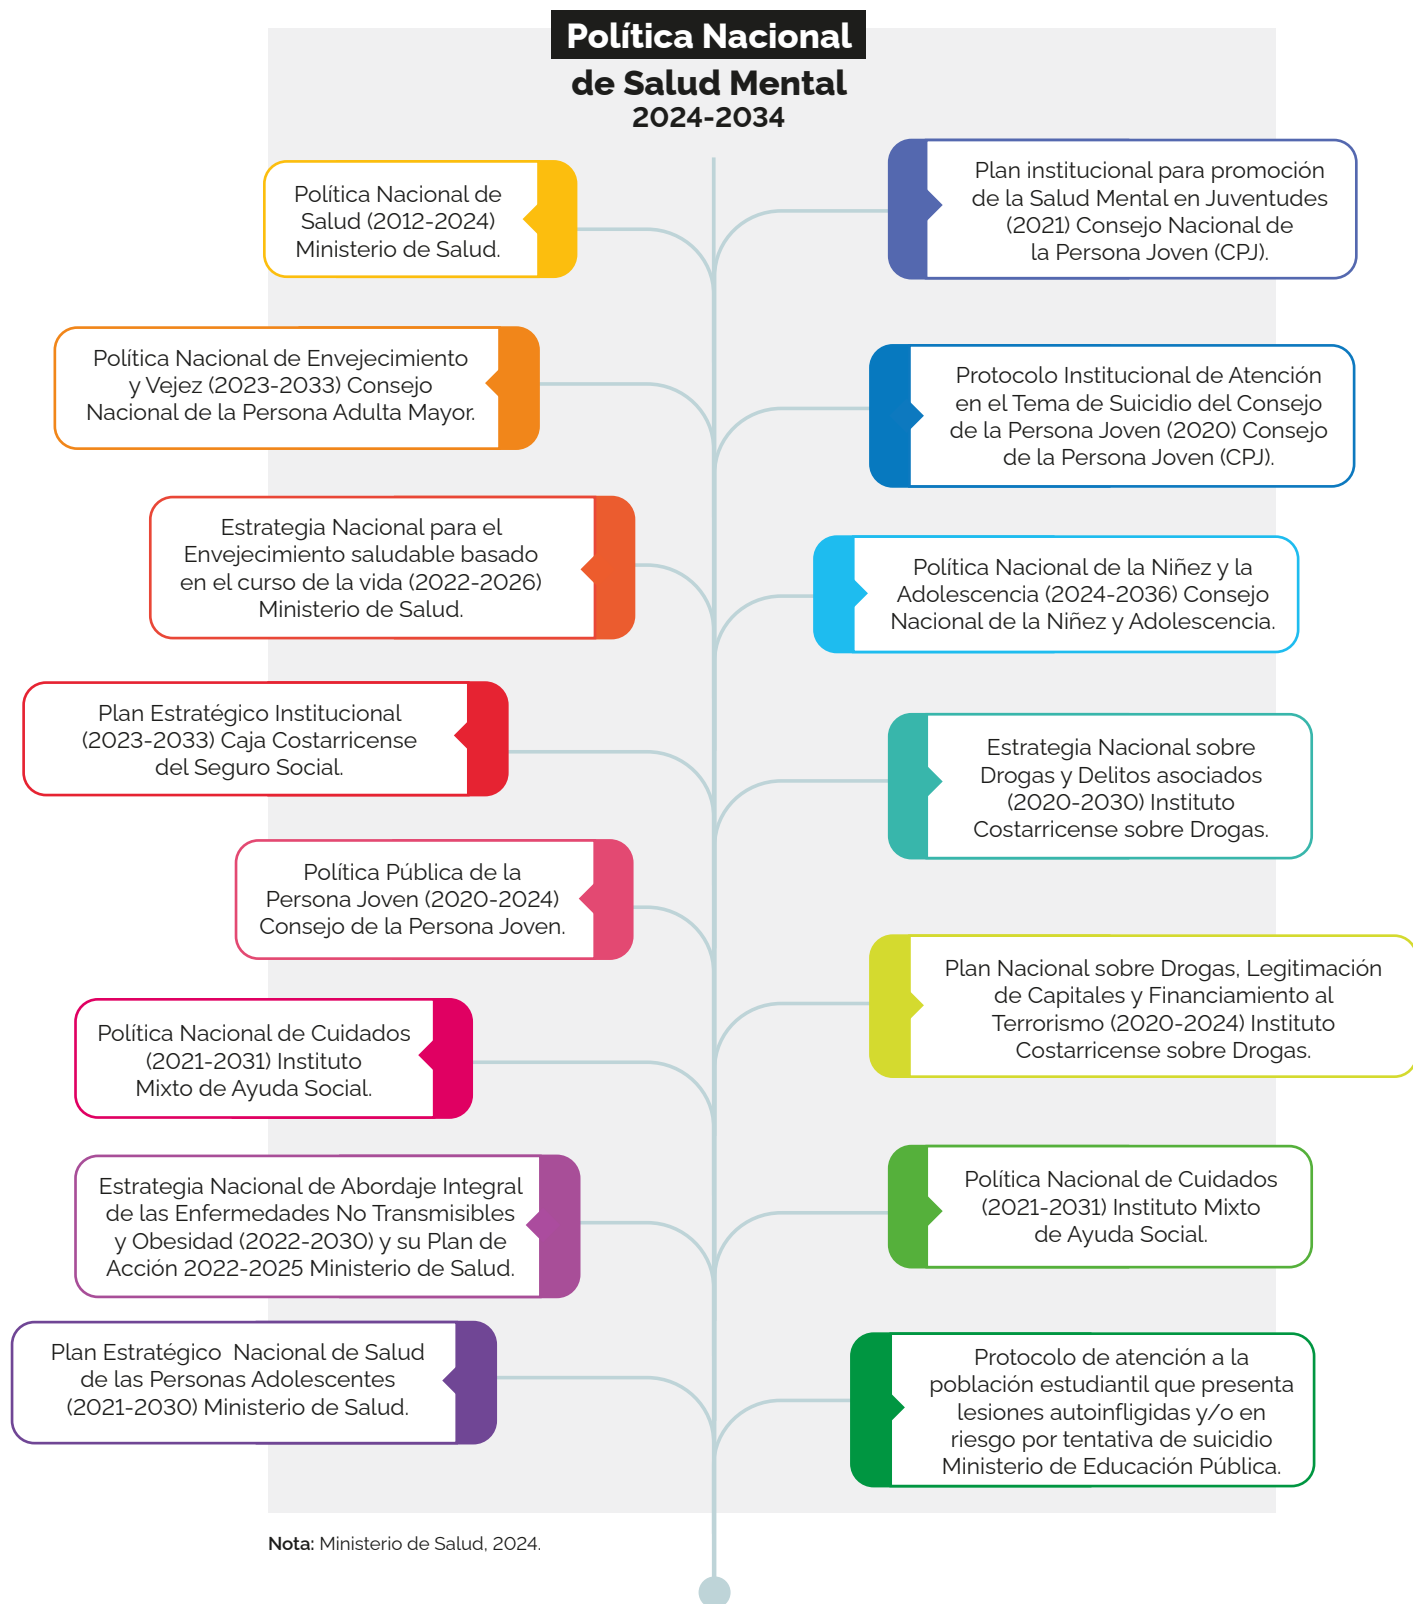 Política Nacional
de Salud Mental
2024-2034
Política Nacional de
Salud (2012-2024)
Ministerio de Salud.
Política Nacional de Envejecimiento
y Vejez (2023-2033) Consejo
Nacional de la Persona Adulta Mayor.
Estrategia Nacional para el
Envejecimiento saludable basado
en el curso de la vida (2022-2026)
Ministerio de Salud.
Plan Estratégico Institucional
(2023-2033) Caja Costarricense
del Seguro Social.
Política Pública de la
Persona Joven (2020-2024)
Consejo de la Persona Joven.
Política Nacional de Cuidados
(2021-2031) Instituto
Mixto de Ayuda Social.
Estrategia Nacional de Abordaje Integral
de las Enfermedades No Transmisibles
y Obesidad (2022-2030) y su Plan de
Acción 2022-2025 Ministerio de Salud.
Plan Estratégico Nacional de Salud
de las Personas Adolescentes
(2021-2030) Ministerio de Salud.
Plan institucional para promoción
de la Salud Mental en Juventudes
(2021) Consejo Nacional de
la Persona Joven (CPJ).
Protocolo Institucional de Atención
en el Tema de Suicidio del Consejo
de la Persona Joven (2020) Consejo
de la Persona Joven (CPJ).
Política Nacional de la Niñez y la
Adolescencia (2024-2036) Consejo
Nacional de la Niñez y Adolescencia.
Estrategia Nacional sobre
Drogas y Delitos asociados
(2020-2030) Instituto
Costarricense sobre Drogas.
Plan Nacional sobre Drogas, Legitimación
de Capitales y Financiamiento al
Terrorismo (2020-2024) Instituto
Costarricense sobre Drogas.
Política Nacional de Cuidados
(2021-2031) Instituto Mixto
de Ayuda Social.
Protocolo de atención a la
población estudiantil que presenta
lesiones autoinfligidas y/o en
riesgo por tentativa de suicidio
Ministerio de Educación Pública.
Nota: Ministerio de Salud, 2024.